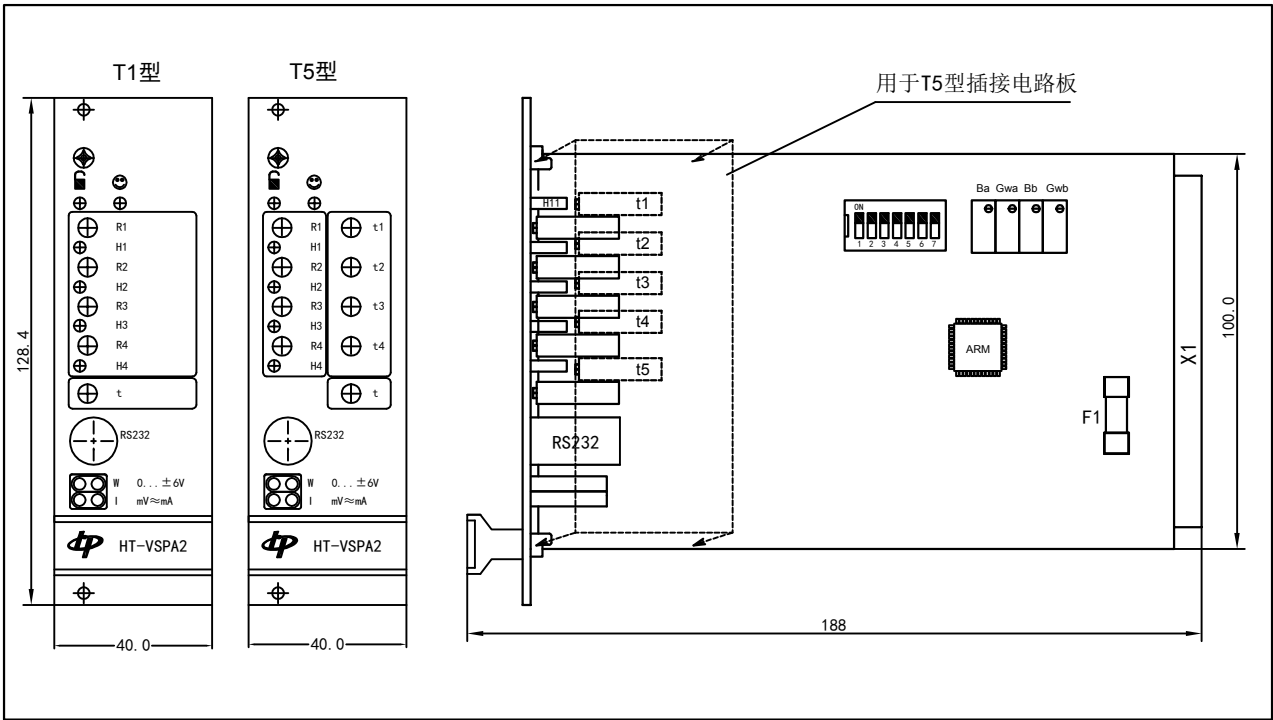 T1型
T5型
用于T5型插接电路板
R1
H1
R2
H2
R3
H3
R4
H4
t
RS232
W 0...±6V
I mV≈mA
HT-VSPA2
128.4
40.0
R1
H1
R2
H2
R3
H3
R4
H4
t1
t2
t3
t4
t
RS232
W 0...±6V
I mV≈mA
HT-VSPA2
40.0
H11
t1
t2
t3
t4
t5
RS232
ON
1 2 3 4 5 6 7
Ba Gwa Bb Gwb
ARM
F1
X1
100.0
188